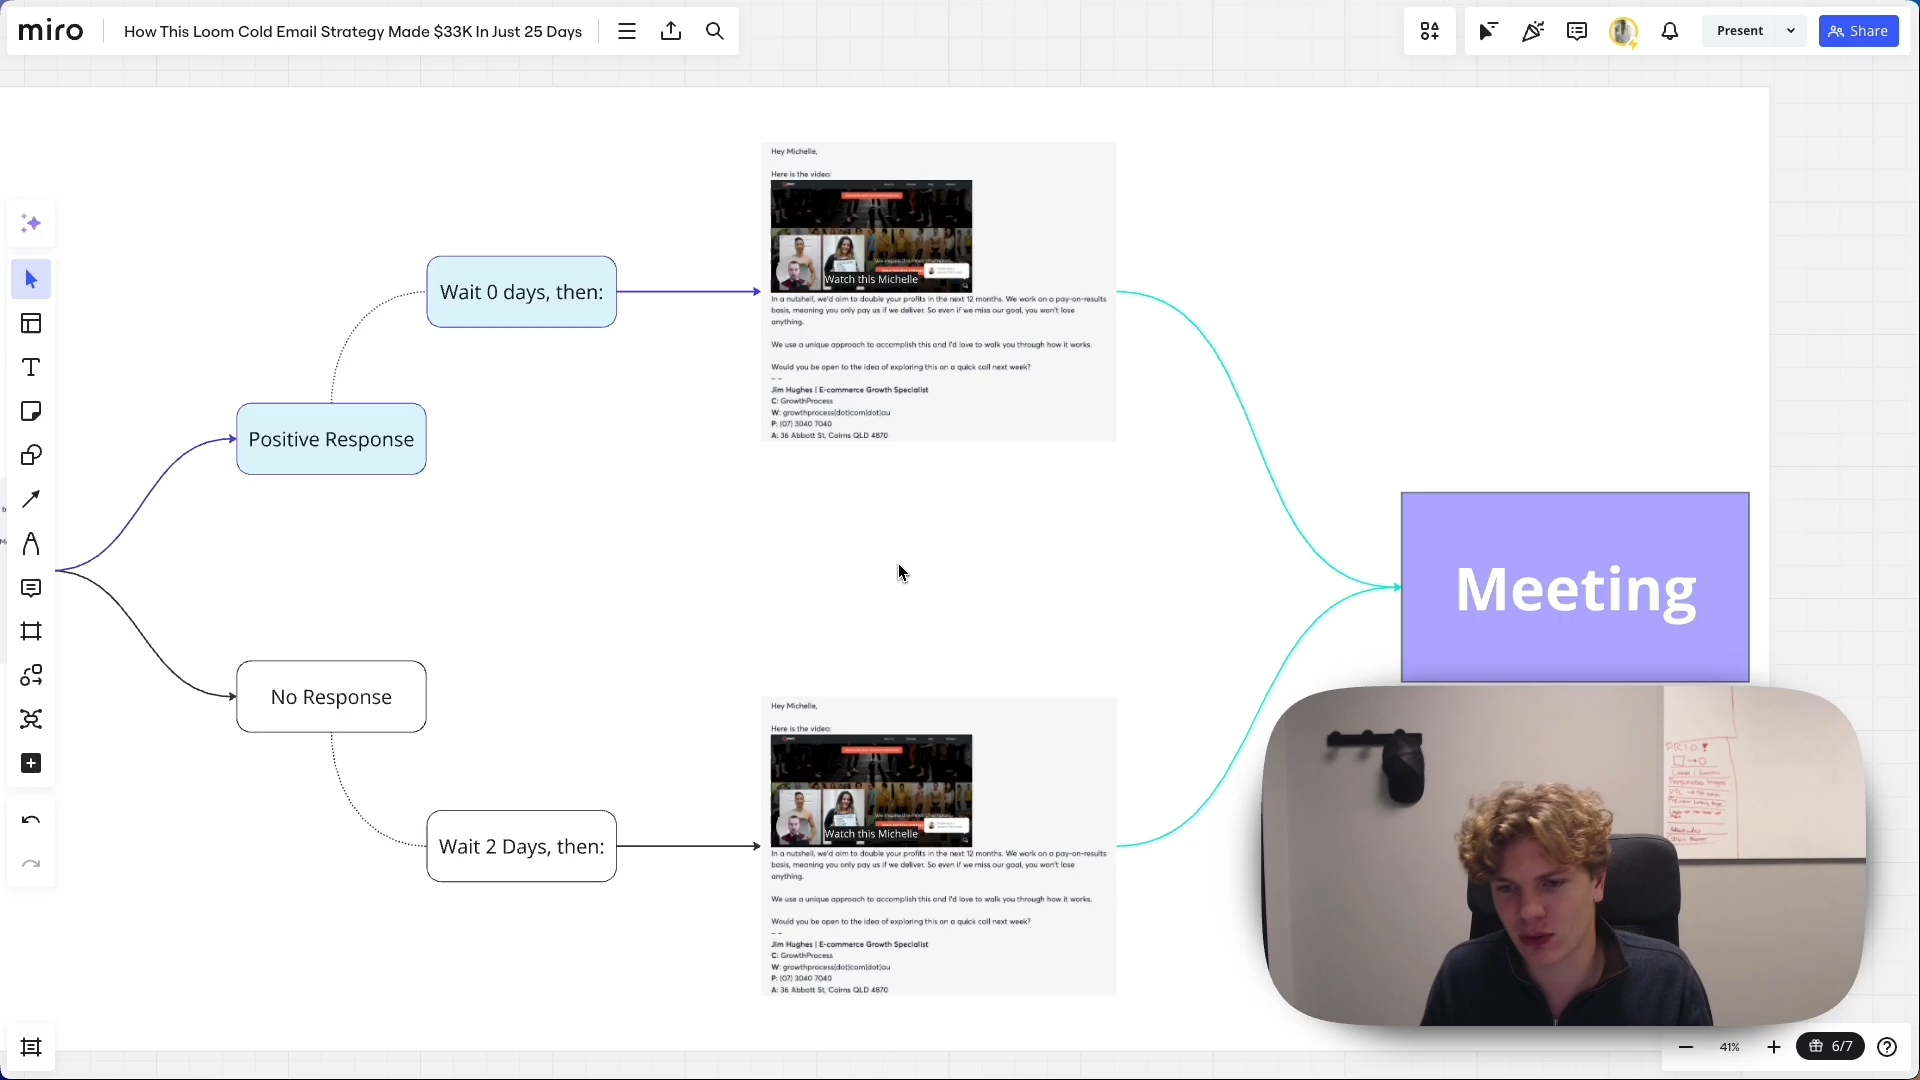 miro
How This Loom Cold Email Strategy Made $33K In Just 25 Days
Present
Share
Hey Michelle,
Here is the video:
Watch this Michelle
In a nutshell, we'd aim to double your profits in the next 12 months. We work on a pay-on-results
basis, meaning you only pay us if we deliver. So even if we miss our goal, you won't lose
anything.
We use a unique approach to accomplish this and I'd love to walk you through how it works.
Would you be open to the idea of exploring this on a quick call next week?
– –
Jim Hughes | E-commerce Growth Specialist
C: GrowthProcess
W: growthprocess(dot)com(dot)au
P: (07) 3040 7040
A: 36 Abbott St, Cairns QLD 4870
Wait 0 days, then:
Positive Response
Meeting
No Response
Wait 2 Days, then:
Hey Michelle,
Here is the video:
Watch this Michelle
In a nutshell, we'd aim to double your profits in the next 12 months. We work on a pay-on-results
basis, meaning you only pay us if we deliver. So even if we miss our goal, you won't lose
anything.
We use a unique approach to accomplish this and I'd love to walk you through how it works.
Would you be open to the idea of exploring this on a quick call next week?
– –
Jim Hughes | E-commerce Growth Specialist
C: GrowthProcess
W: growthprocess(dot)com(dot)au
P: (07) 3040 7040
A: 36 Abbott St, Cairns QLD 4870
PRIO
41%
6/7